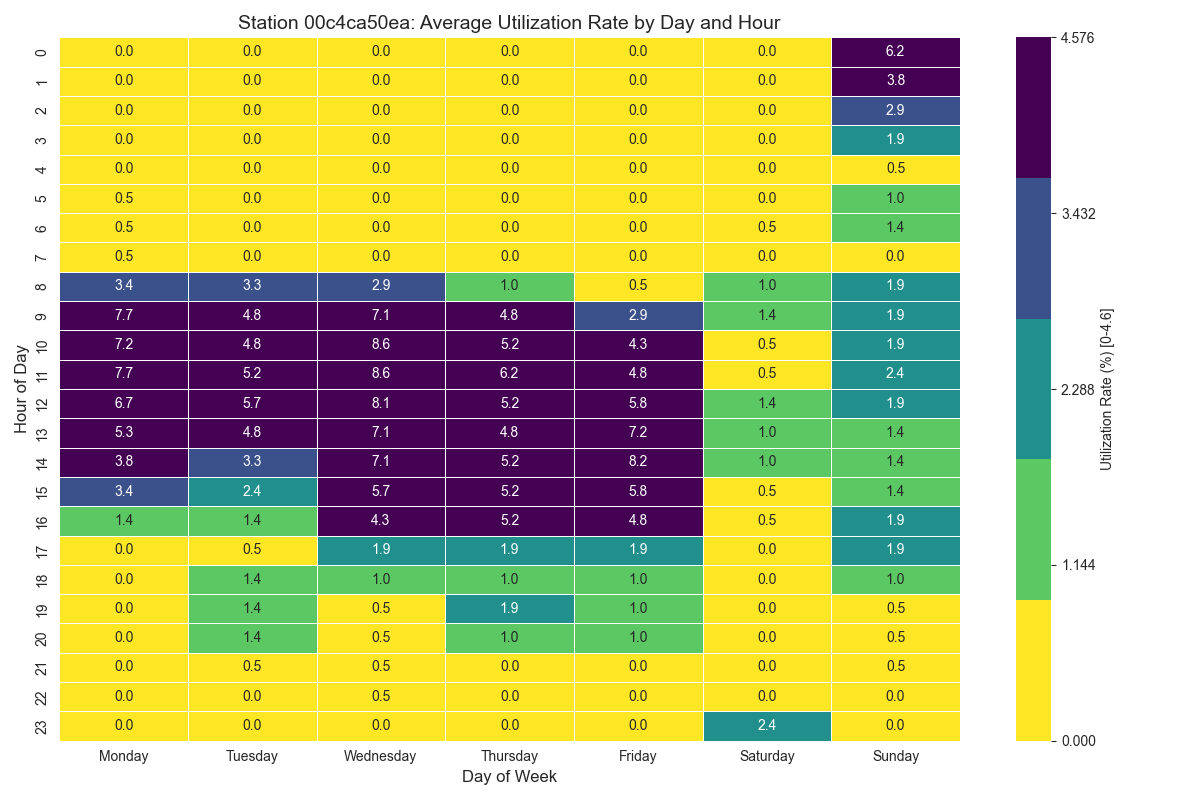 Station 00c4ca50ea: Average Utilization Rate by Day and Hour
0 0.0 0.0 0.0 0.0 0.0 0.0 6.2
1 0.0 0.0 0.0 0.0 0.0 0.0 3.8
2 0.0 0.0 0.0 0.0 0.0 0.0 2.9
3 0.0 0.0 0.0 0.0 0.0 0.0 1.9
4 0.0 0.0 0.0 0.0 0.0 0.0 0.5
5 0.5 0.0 0.0 0.0 0.0 0.0 1.0
6 0.5 0.0 0.0 0.0 0.0 0.5 1.4
7 0.5 0.0 0.0 0.0 0.0 0.0 0.0
8 3.4 3.3 2.9 1.0 0.5 1.0 1.9
9 7.7 4.8 7.1 4.8 2.9 1.4 1.9
10 7.2 4.8 8.6 5.2 4.3 0.5 1.9
11 7.7 5.2 8.6 6.2 4.8 0.5 2.4
12 6.7 5.7 8.1 5.2 5.8 1.4 1.9
13 5.3 4.8 7.1 4.8 7.2 1.0 1.4
14 3.8 3.3 7.1 5.2 8.2 1.0 1.4
15 3.4 2.4 5.7 5.2 5.8 0.5 1.4
16 1.4 1.4 4.3 5.2 4.8 0.5 1.9
17 0.0 0.5 1.9 1.9 1.9 0.0 1.9
18 0.0 1.4 1.0 1.0 1.0 0.0 1.0
19 0.0 1.4 0.5 1.9 1.0 0.0 0.5
20 0.0 1.4 0.5 1.0 1.0 0.0 0.5
21 0.0 0.5 0.5 0.0 0.0 0.0 0.5
22 0.0 0.0 0.5 0.0 0.0 0.0 0.0
23 0.0 0.0 0.0 0.0 0.0 2.4 0.0
Monday Tuesday Wednesday Thursday Friday Saturday Sunday
Day of Week
Hour of Day
4.576
3.432
2.288
1.144
0.000
Utilization Rate (%) [0-4.6]